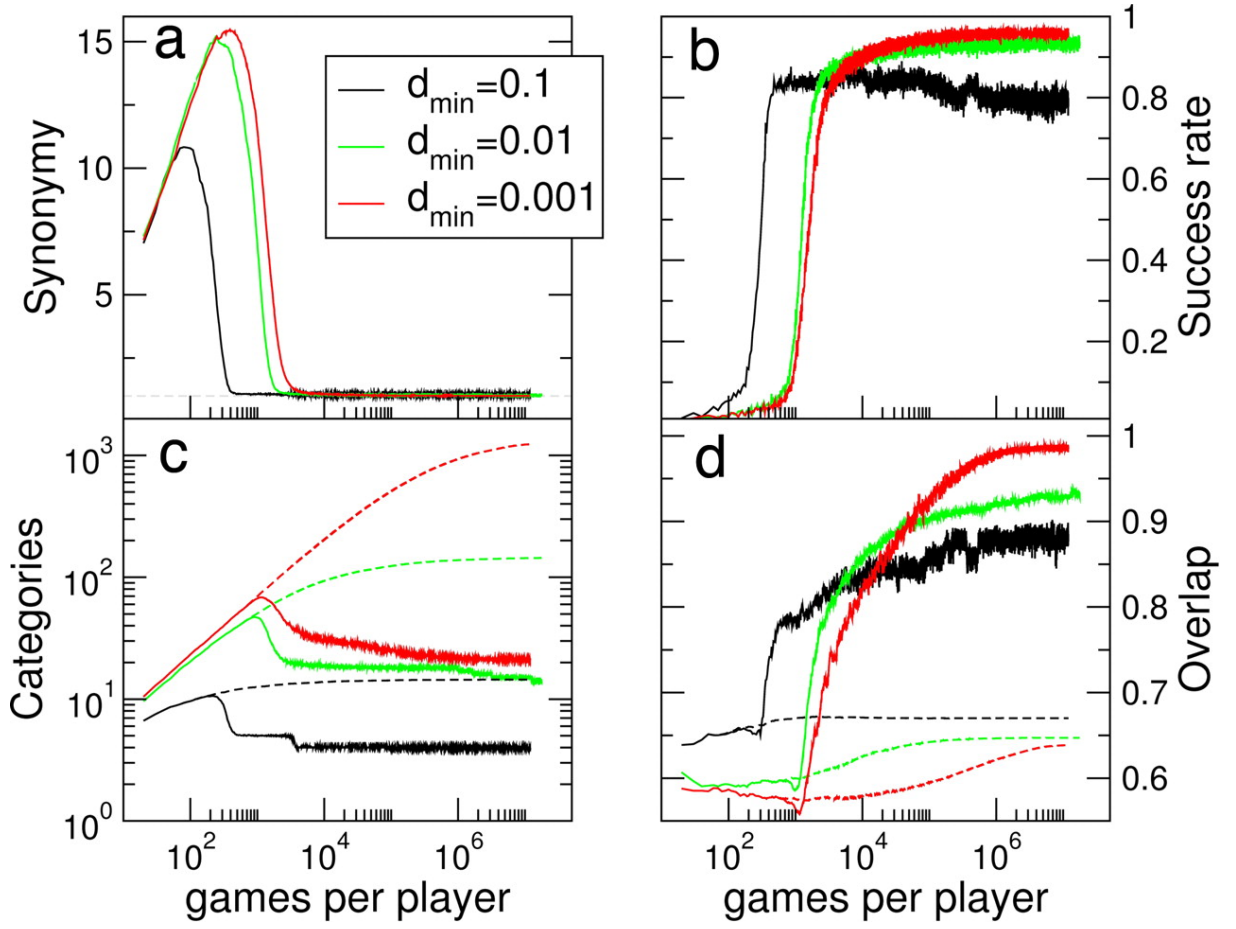 a
15
10
5
Synonymy
d_min=0.1
d_min=0.01
d_min=0.001
b
1
0.8
0.6
0.4
0.2
Success rate
c
10^3
10^2
10^1
10^0
Categories
10^2 10^4 10^6
games per player
d
1
0.9
0.8
0.7
0.6
Overlap
10^2 10^4 10^6
games per player